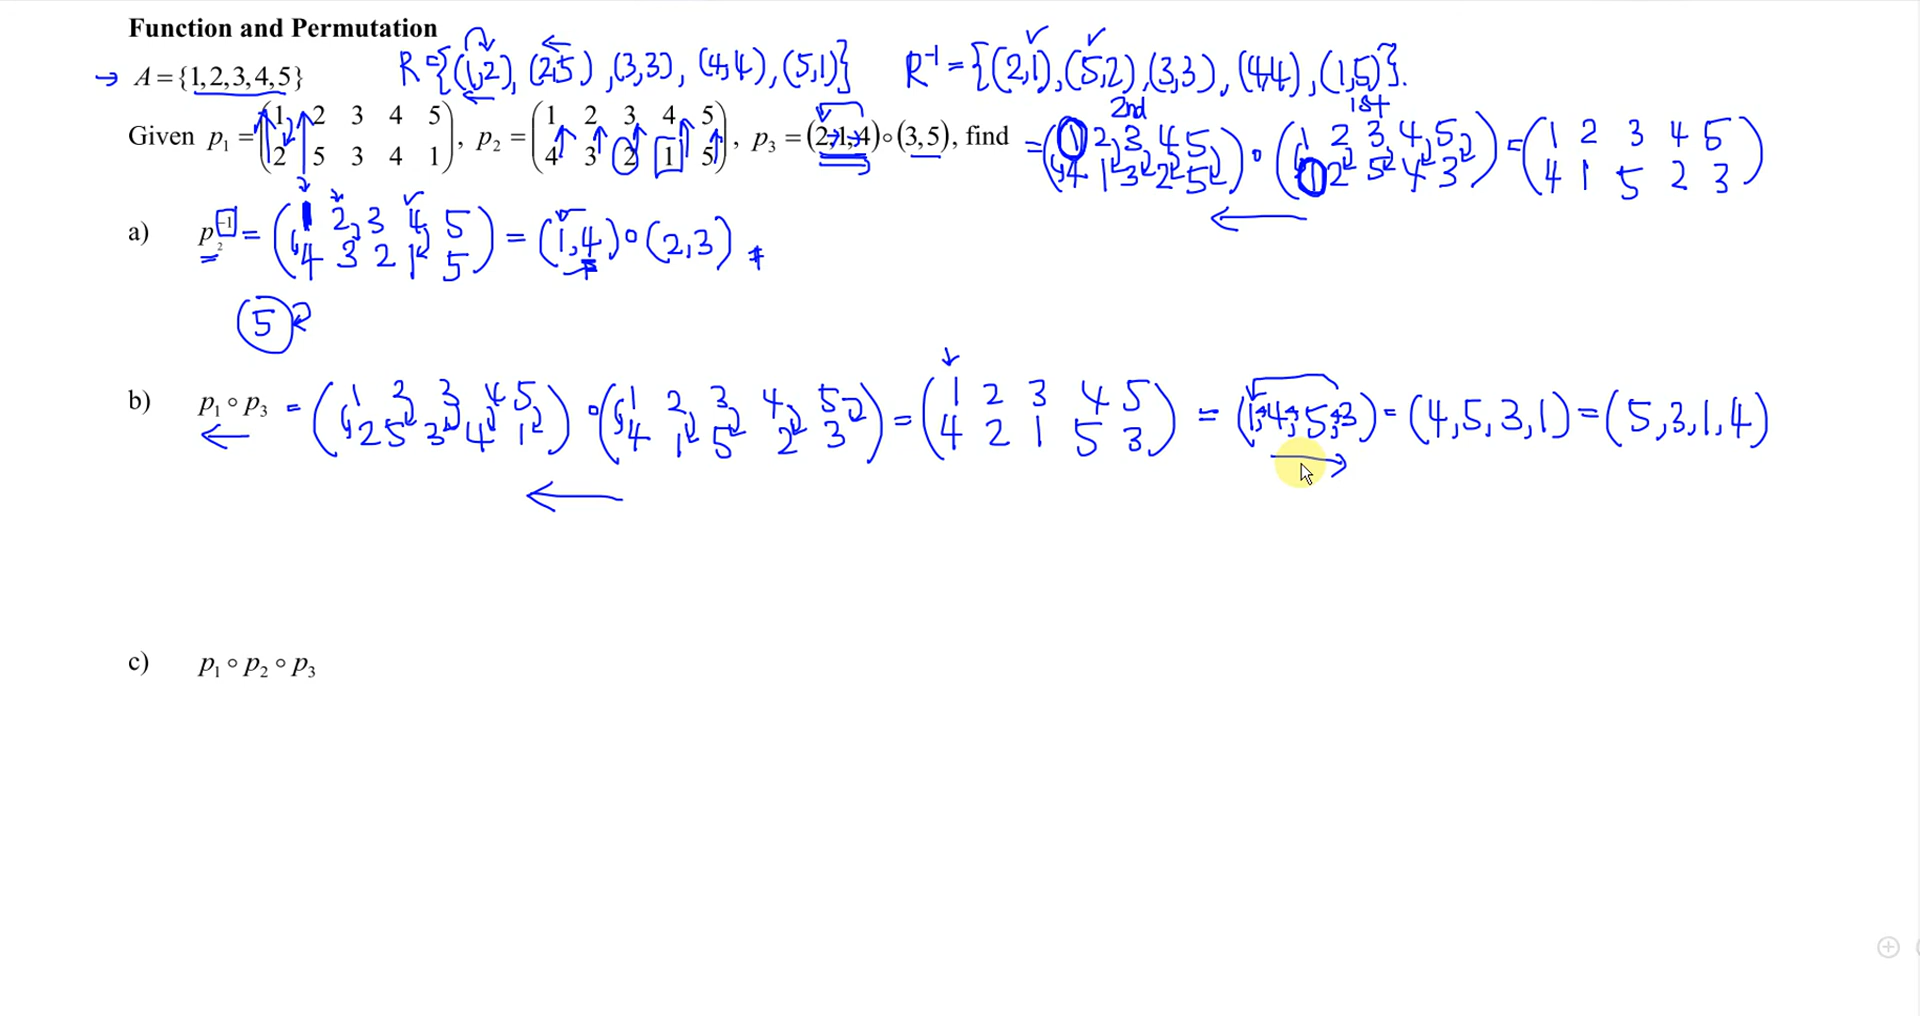 Function and Permutation
→ A = {1,2,3,4,5} R = {(1,2), (2,5), (3,3), (4,4), (5,1)} R⁻¹ = {(2,1), (5,2), (3,3), (4,4), (1,5)}.
2nd 1st
Given p₁ = (1 2 3 4 5 / 2 5 3 4 1), p₂ = (1 2 3 4 5 / 4 3 2 1 5), p₃ = (2,1,4)∘(3,5), find = (1 2 3 4 5 / 4 1 3 2 5) ∘ (1 2 3 4 5 / 1 2 5 4 3) = (1 2 3 4 5 / 4 1 5 2 3)
a) p₂⁻¹ = (1 2 3 4 5 / 4 3 2 1 5) = (1,4)∘(2,3)
5
b) p₁ ∘ p₃ = (1 2 3 4 5 / 2 5 3 4 1) ∘ (1 2 3 4 5 / 4 1 5 2 3) = (1 2 3 4 5 / 4 2 1 5 3) = (1,4,5,3) = (4,5,3,1) = (5,3,1,4)
c) p₁ ∘ p₂ ∘ p₃